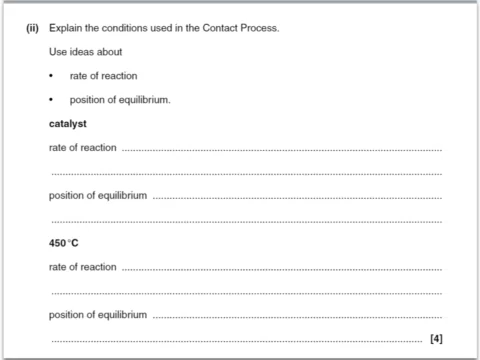 (ii) Explain the conditions used in the Contact Process.
Use ideas about
• rate of reaction
• position of equilibrium.
catalyst
rate of reaction ................................................................................................
................................................................................................
position of equilibrium ................................................................................................
................................................................................................
450 °C
rate of reaction ................................................................................................
................................................................................................
position of equilibrium ................................................................................................
................................................................................................ [4]